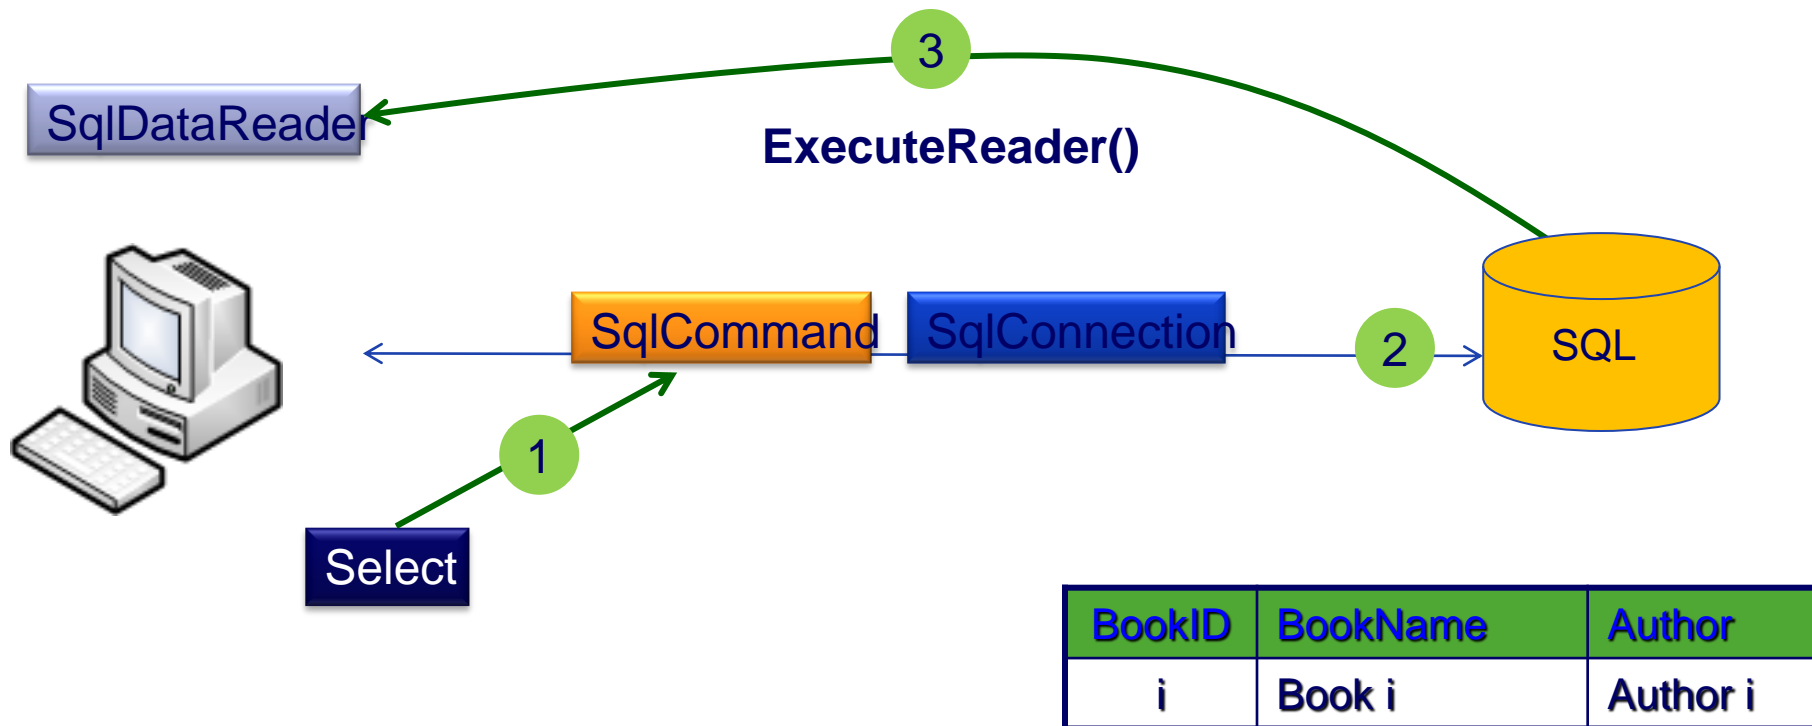 3
SqlDataReader
ExecuteReader()
SqlCommand
SqlConnection
2
SQL
1
Select
BookID BookName Author
i Book i Author i